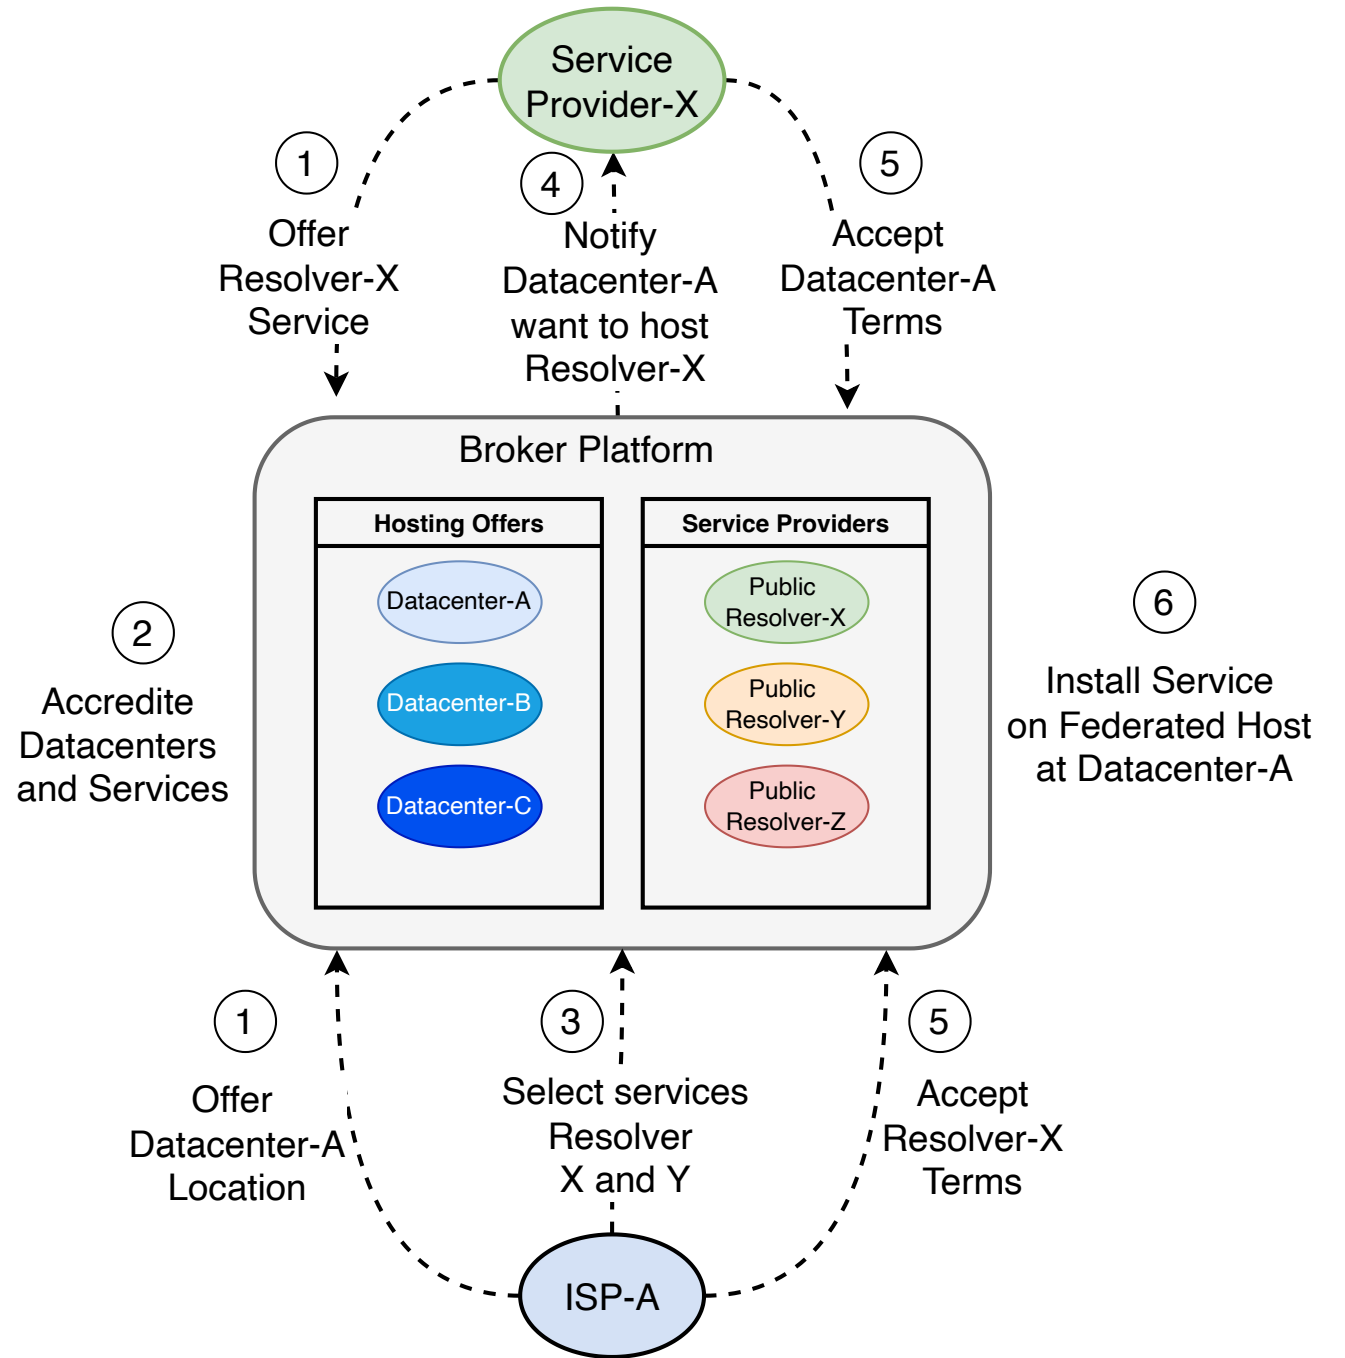 Service
Provider-X
1
Offer
Resolver-X
Service
4
Notify
Datacenter-A
want to host
Resolver-X
5
Accept
Datacenter-A
Terms
Broker Platform
Hosting Offers
Datacenter-A
Datacenter-B
Datacenter-C
Service Providers
Public
Resolver-X
Public
Resolver-Y
Public
Resolver-Z
2
Accredite
Datacenters
and Services
6
Install Service
on Federated Host
at Datacenter-A
1
Offer
Datacenter-A
Location
3
Select services
Resolver
X and Y
5
Accept
Resolver-X
Terms
ISP-A